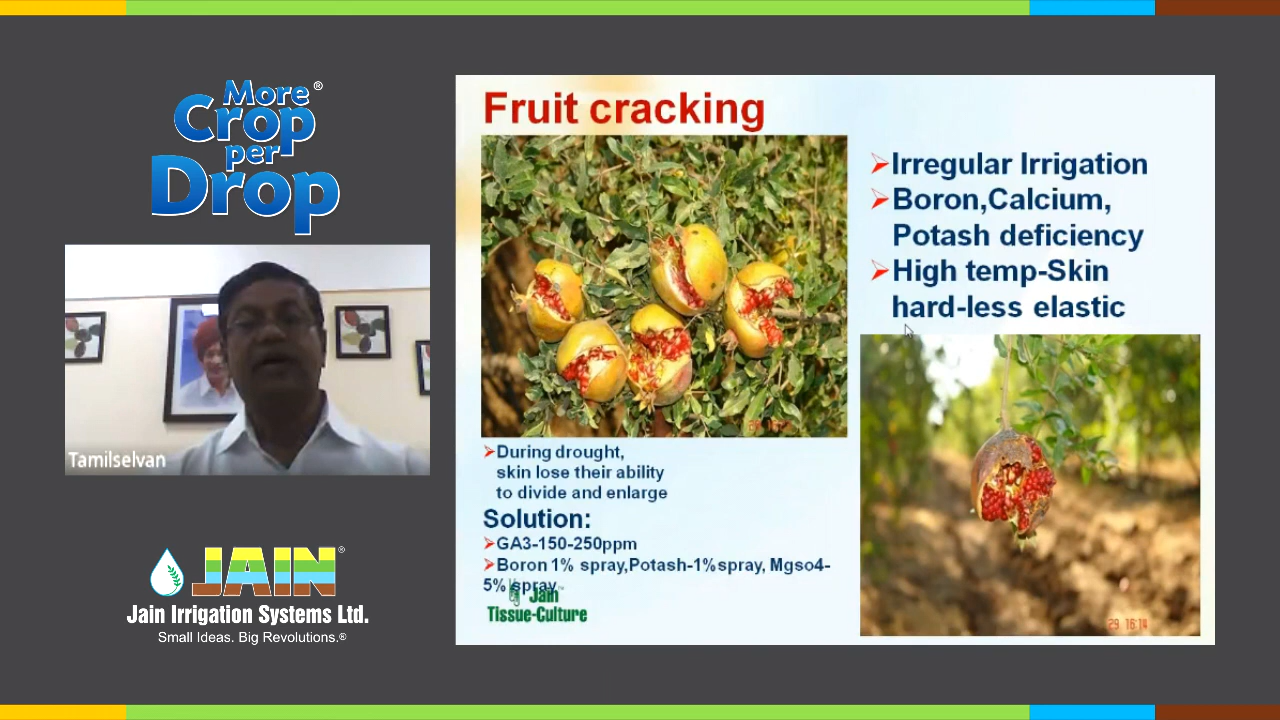 More®
Crop
per
Drop
Tamilselvan
JAIN®
Jain Irrigation Systems Ltd.
Small Ideas. Big Revolutions.®
Fruit cracking
Irregular Irrigation
Boron,Calcium,
Potash deficiency
High temp-Skin
hard-less elastic
During drought,
skin lose their ability
to divide and enlarge
Solution:
GA3-150-250ppm
Boron 1% spray,Potash-1%spray, Mgso4-
5% spray
Jain™
Tissue-Culture
29 16:14